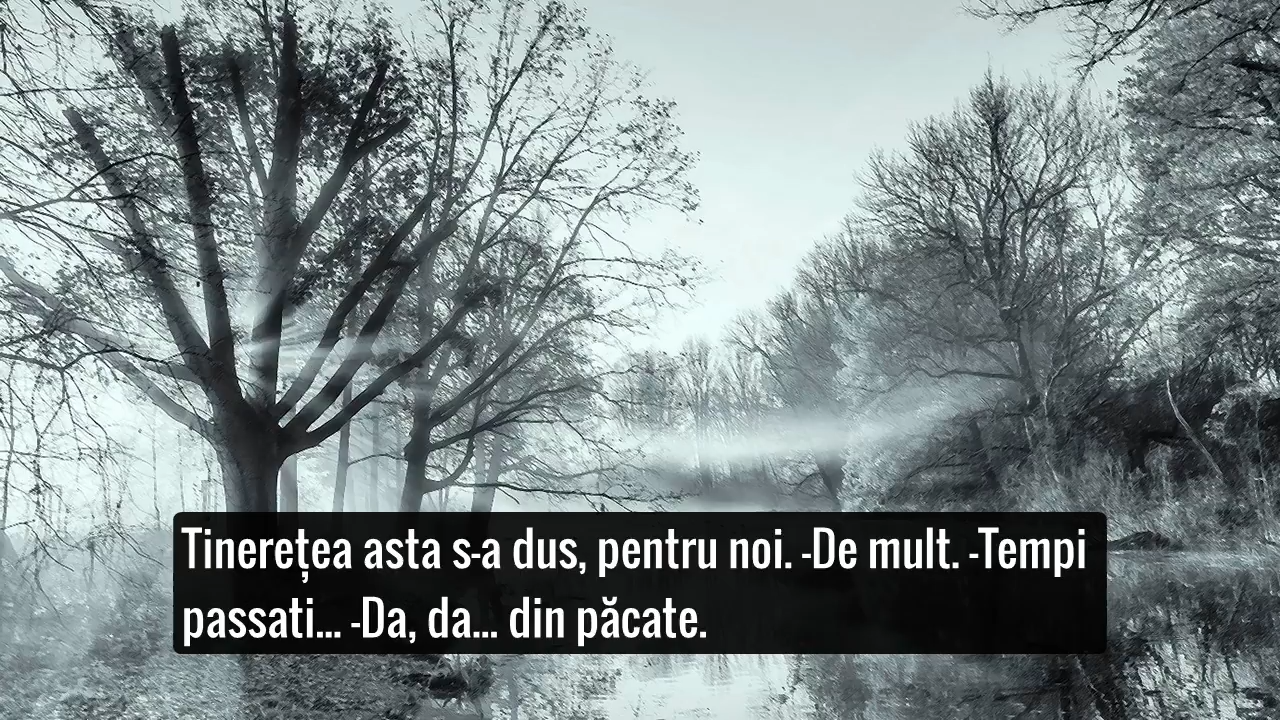 Tinerețea asta s-a dus, pentru noi. -De mult. -Tempi
passati... -Da, da... din păcate.